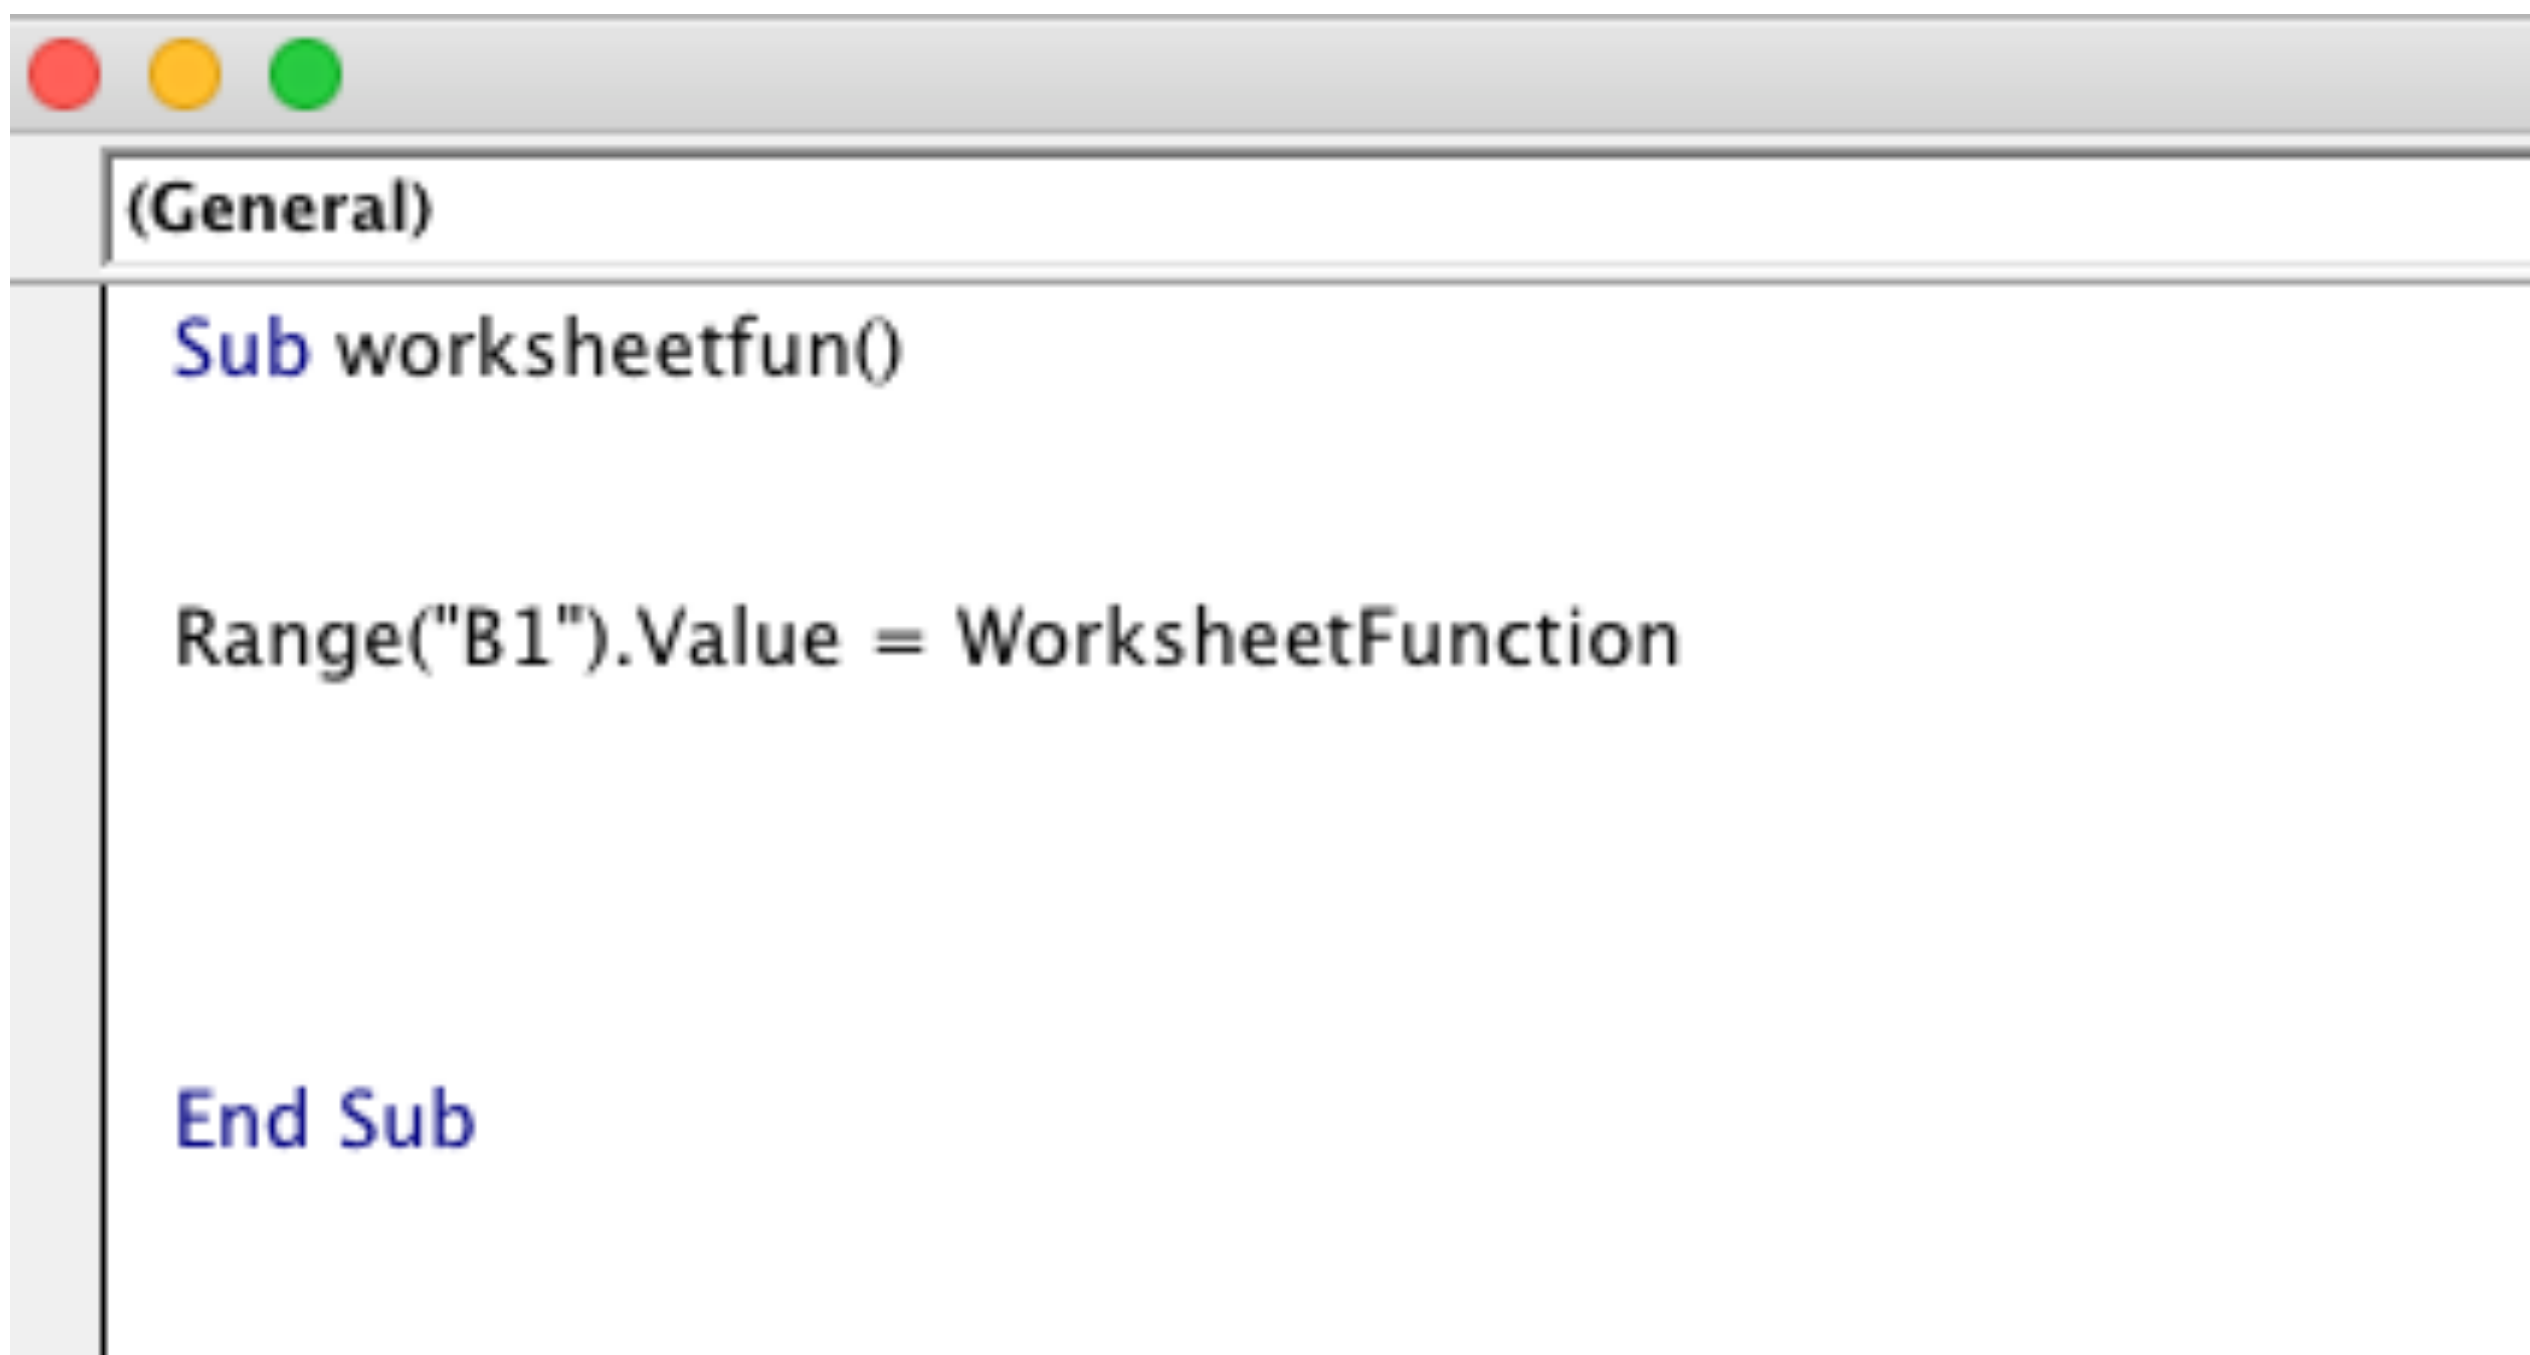 (General)
Sub worksheetfun()
Range("B1").Value = WorksheetFunction
End Sub